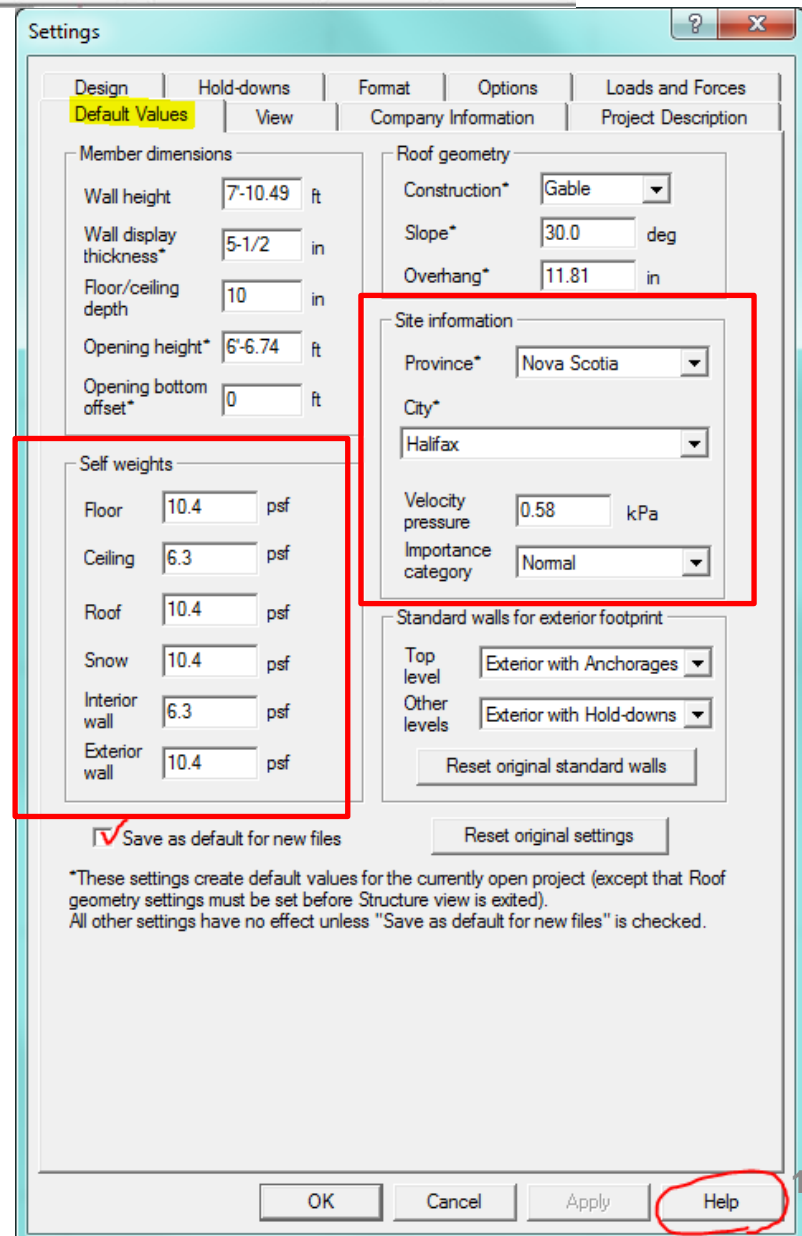 Settings
Design Hold-downs Format Options Loads and Forces
Default Values View Company Information Project Description
Member dimensions
Wall height 7'-10.49 ft
Wall display
thickness* 5-1/2 in
Floor/ceiling
depth 10 in
Opening height* 6'-6.74 ft
Opening bottom
offset* 0 ft
Self weights
Floor 10.4 psf
Ceiling 6.3 psf
Roof 10.4 psf
Snow 10.4 psf
Interior
wall 6.3 psf
Exterior
wall 10.4 psf
Roof geometry
Construction* Gable
Slope* 30.0 deg
Overhang* 11.81 in
Site information
Province* Nova Scotia
City*
Halifax
Velocity
pressure 0.58 kPa
Importance
category Normal
Standard walls for exterior footprint
Top
level Exterior with Anchorages
Other
levels Exterior with Hold-downs
Reset original standard walls
Save as default for new files
Reset original settings
*These settings create default values for the currently open project (except that Roof
geometry settings must be set before Structure view is exited).
All other settings have no effect unless "Save as default for new files" is checked.
OK Cancel Apply Help
1